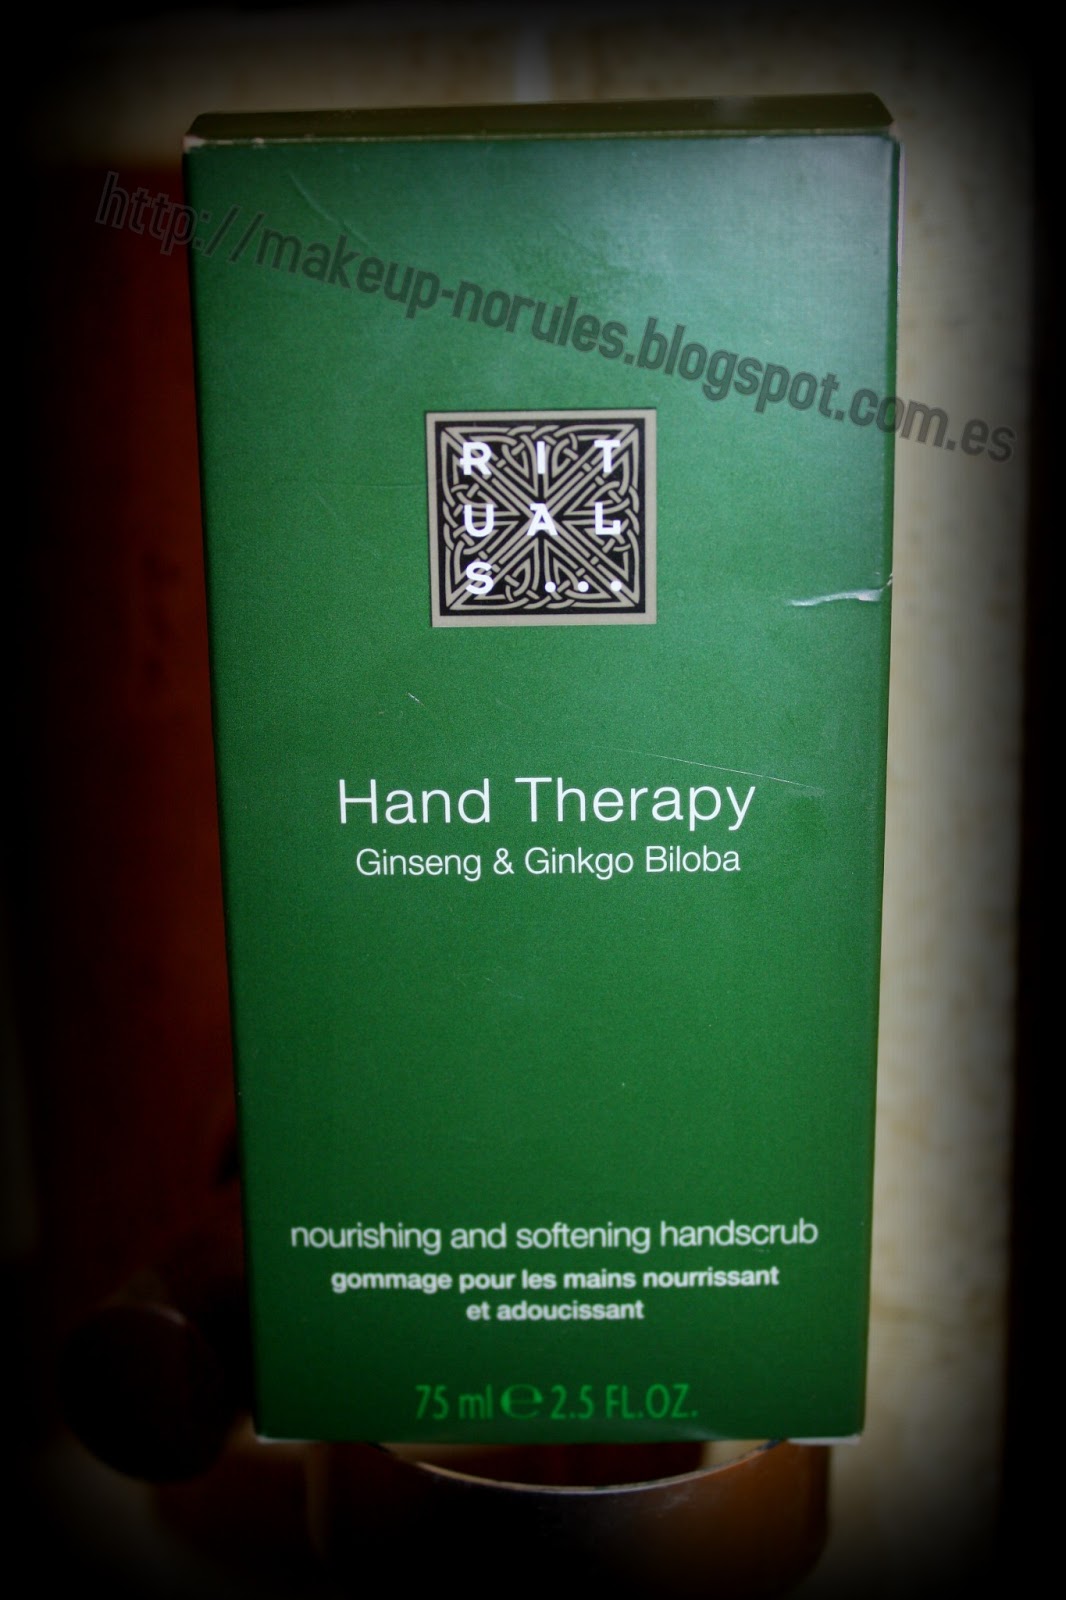 http://makeup-norules.blogspot.com.es
RIT
UAL
S...
Hand Therapy
Ginseng & Ginkgo Biloba
nourishing and softening handscrub
gommage pour les mains nourrissant
et adoucissant
75 ml ℮ 2.5 FL.OZ.